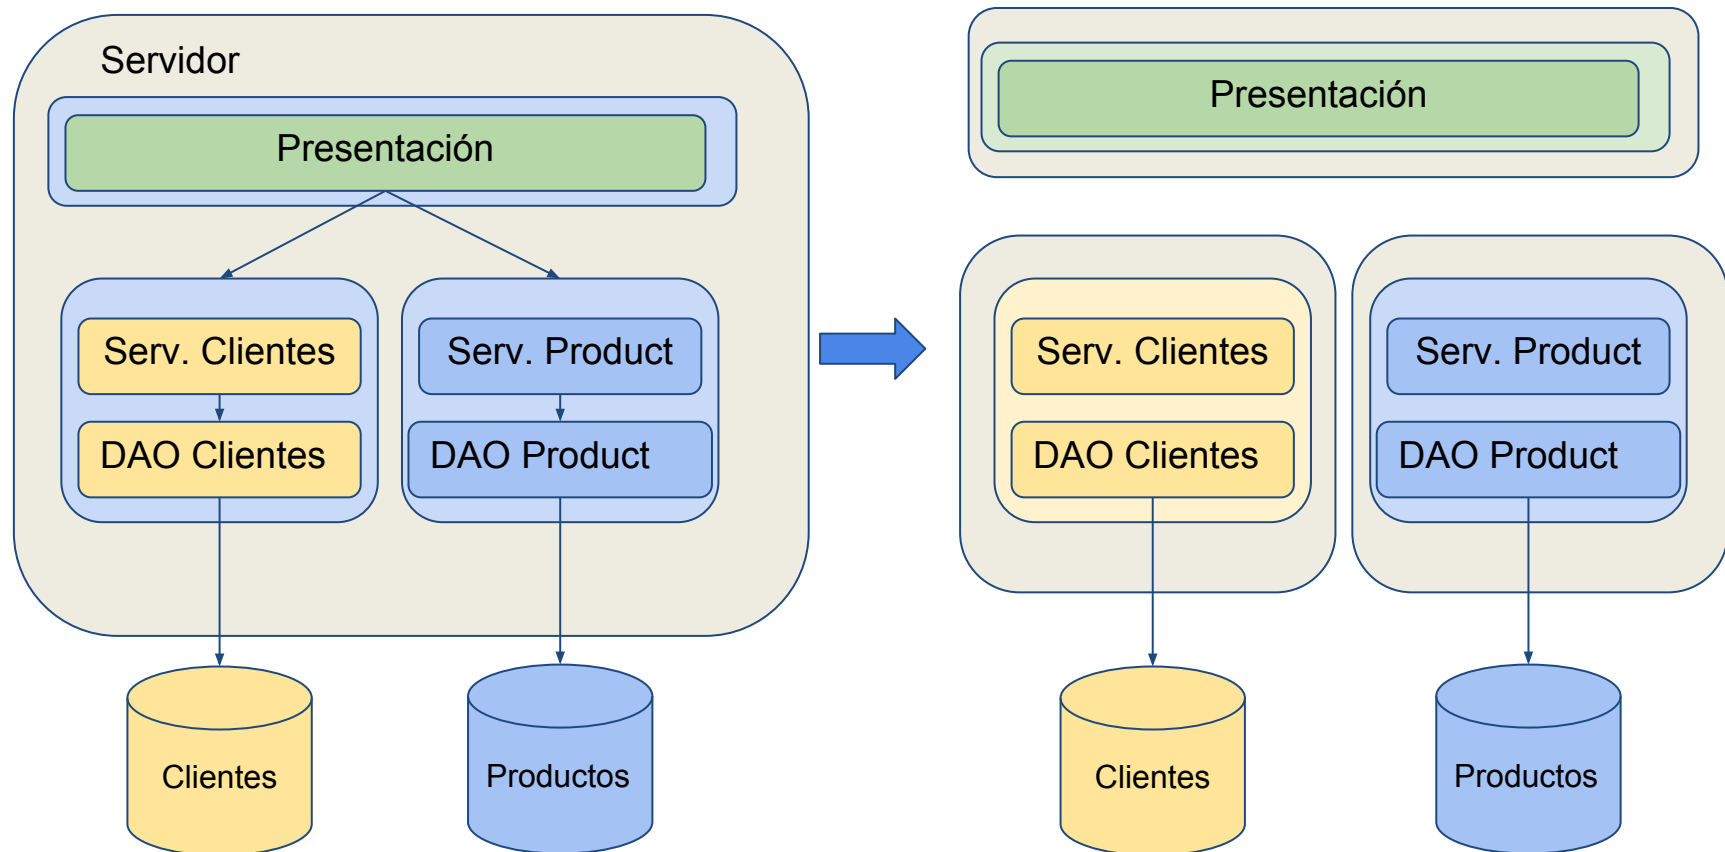 Servidor
Presentación
Serv. Clientes
Serv. Product
DAO Clientes
DAO Product
Clientes
Productos
Presentación
Serv. Clientes
Serv. Product
DAO Clientes
DAO Product
Clientes
Productos